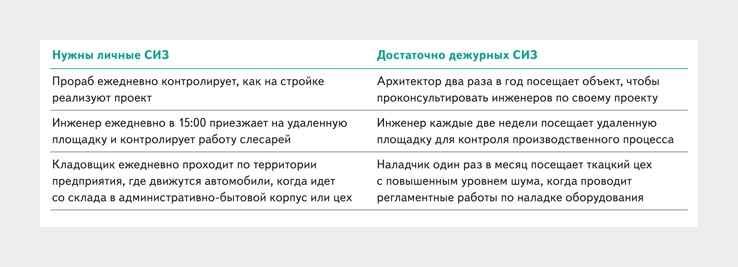 Нужны личные СИЗ
Достаточно дежурных СИЗ
Прораб ежедневно контролирует, как на стройке
реализуют проект
Архитектор два раза в год посещает объект, чтобы
проконсультировать инженеров по своему проекту
Инженер ежедневно в 15:00 приезжает на удаленную
площадку и контролирует работу слесарей
Инженер каждые две недели посещает удаленную
площадку для контроля производственного процесса
Кладовщик ежедневно проходит по территории
предприятия, где движутся автомобили, когда идет
со склада в административно-бытовой корпус или цех
Наладчик один раз в месяц посещает ткацкий цех
с повышенным уровнем шума, когда проводит
регламентные работы по наладке оборудования